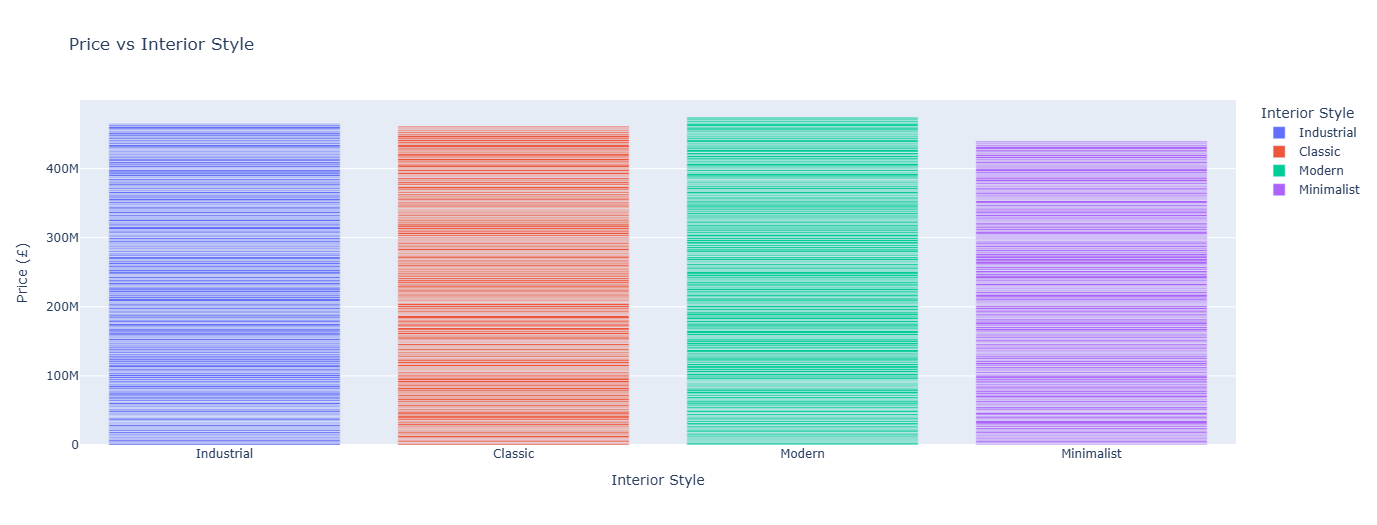 Price vs Interior Style
Interior Style
Industrial
Classic
Modern
Minimalist
Price (£)
400M
300M
200M
100M
0
Industrial Classic Modern Minimalist
Interior Style